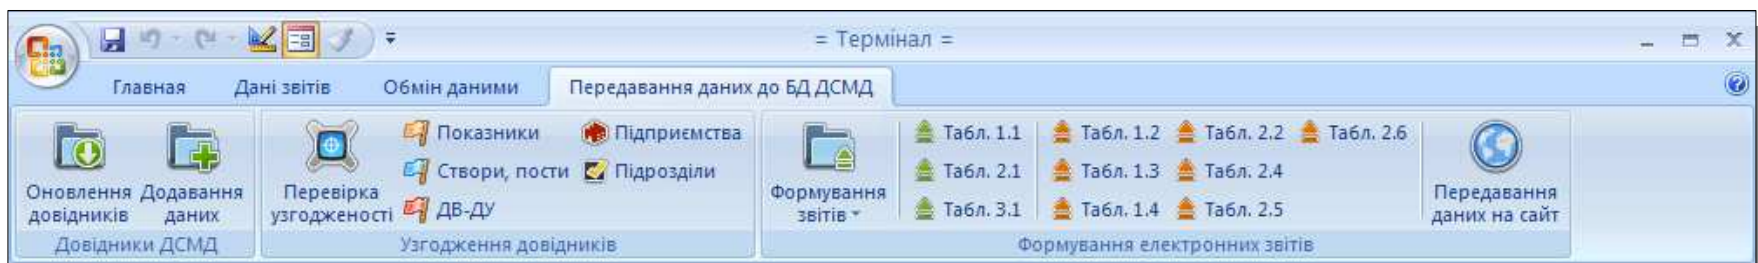 = Термінал =
Главная Дані звітів Обмін даними Передавання даних до БД ДСМД
Оновлення довідників
Додавання даних
Довідники ДСМД
Перевірка узгодженості
Показники
Створи, пости
ДВ-ДУ
Підприємства
Підрозділи
Узгодження довідників
Формування звітів
Табл. 1.1
Табл. 2.1
Табл. 3.1
Табл. 1.2
Табл. 1.3
Табл. 1.4
Табл. 2.2
Табл. 2.4
Табл. 2.5
Табл. 2.6
Передавання даних на сайт
Формування електронних звітів